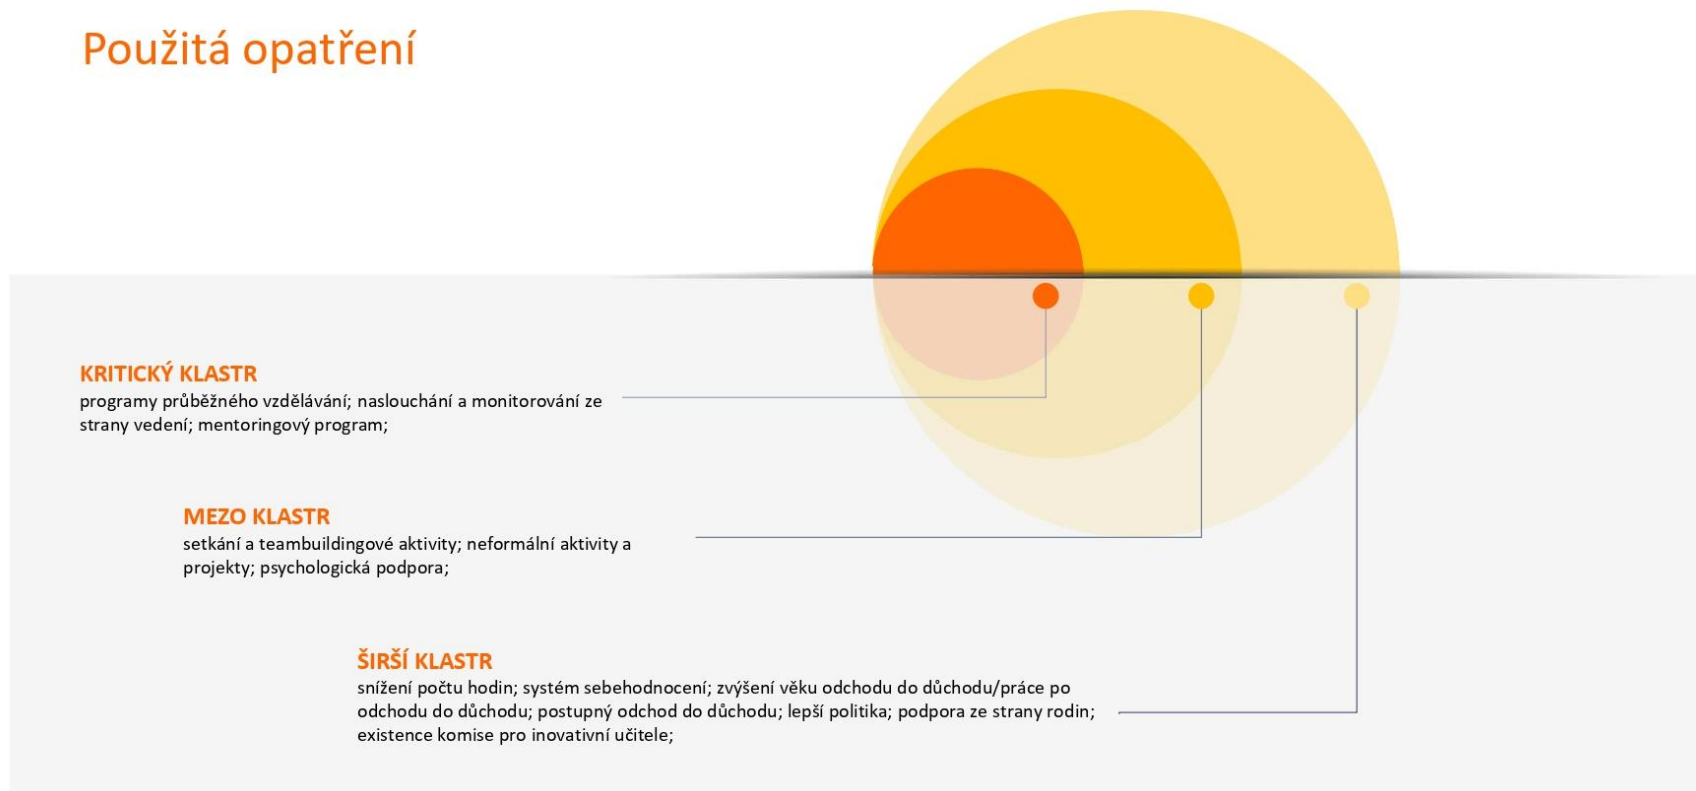 Použitá opatření
KRITICKÝ KLASTR
programy průběžného vzdělávání; naslouchání a monitorování ze
strany vedení; mentoringový program;
MEZO KLASTR
setkání a teambuildingové aktivity; neformální aktivity a
projekty; psychologická podpora;
ŠIRŠÍ KLASTR
snížení počtu hodin; systém sebehodnocení; zvýšení věku odchodu do důchodu/práce po
odchodu do důchodu; postupný odchod do důchodu; lepší politika; podpora ze strany rodin;
existence komise pro inovativní učitele;